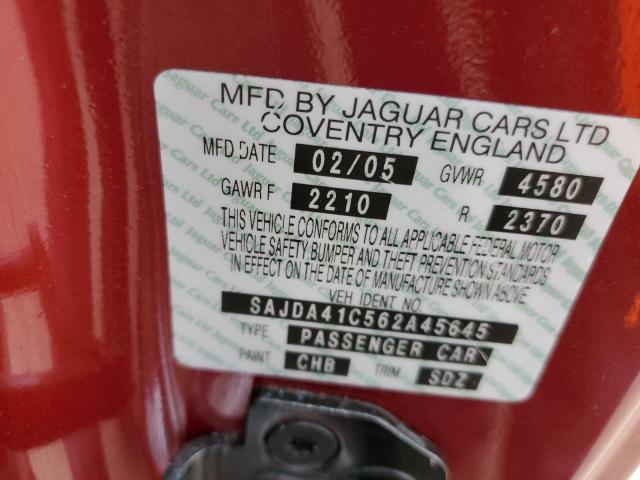 MFD BY JAGUAR CARS LTD
COVENTRY ENGLAND
MFD DATE 02/05 GVWR 4580
GAWR F 2210 R 2370
THIS VEHICLE CONFORMS TO ALL APPLICABLE FEDERAL MOTOR
VEHICLE SAFETY BUMPER AND THEFT PREVENTION STANDARDS
IN EFFECT ON THE DATE OF MANUFACTURE SHOWN ABOVE
VEH IDENT NO.
SAJDA41C562A45645
TYPE PASSENGER CAR
PAINT CHB TRIM SDZ